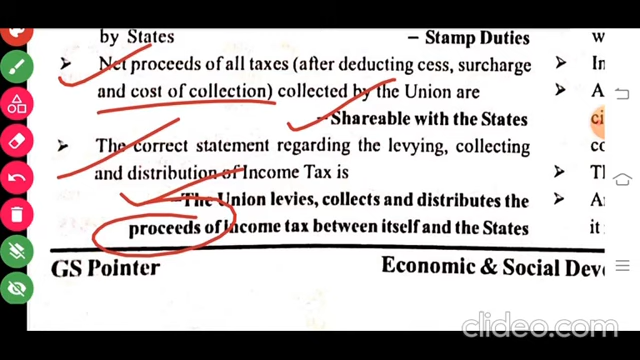 by States
– Stamp Duties
Net proceeds of all taxes (after deducting cess, surcharge
and cost of collection) collected by the Union are
– Shareable with the States
The correct statement regarding the levying, collecting
and distribution of Income Tax is
– The Union levies, collects and distributes the
proceeds of income tax between itself and the States
GS Pointer
Economic & Social Dev
clideo.com